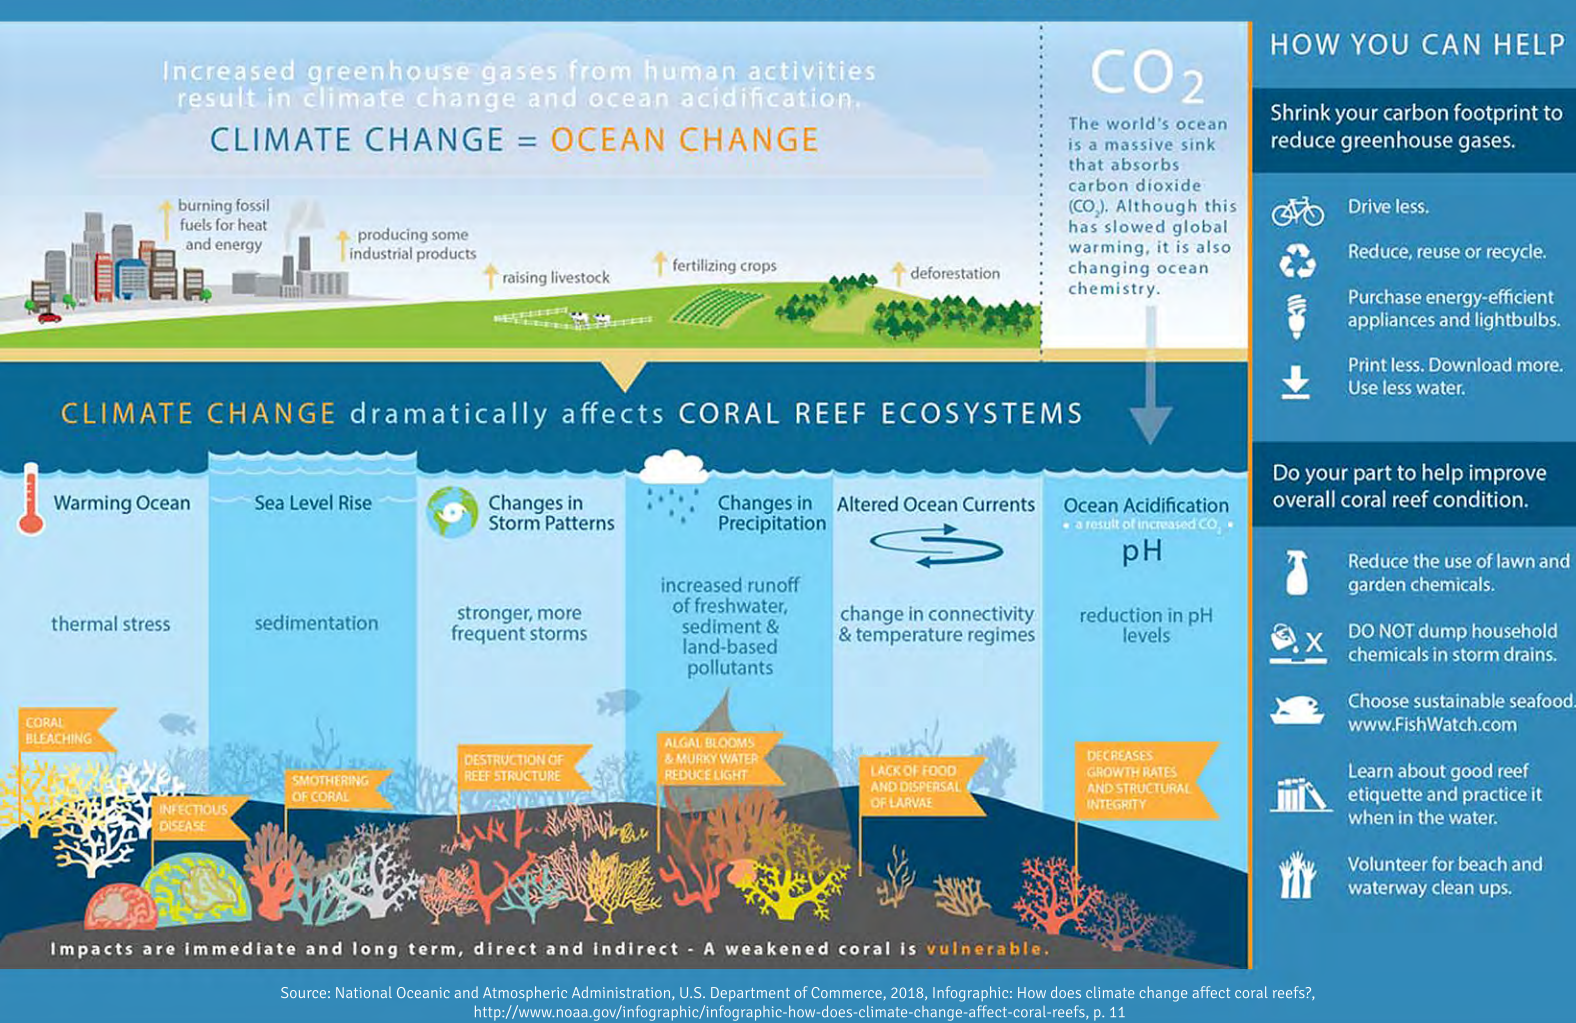 Increased greenhouse gases from human activities
result in climate change and ocean acidification.
CLIMATE CHANGE = OCEAN CHANGE
burning fossil
fuels for heat
and energy
producing some
industrial products
raising livestock
fertilizing crops
deforestation
CO₂
The world's ocean
is a massive sink
that absorbs
carbon dioxide
(CO₂). Although this
has slowed global
warming, it is also
changing ocean
chemistry.
CLIMATE CHANGE dramatically affects CORAL REEF ECOSYSTEMS
Warming Ocean
thermal stress
CORAL
BLEACHING
INFECTIOUS
DISEASE
Sea Level Rise
sedimentation
SMOTHERING
OF CORAL
Changes in
Storm Patterns
stronger, more
frequent storms
DESTRUCTION OF
REEF STRUCTURE
Changes in
Precipitation
increased runoff
of freshwater,
sediment &
land-based
pollutants
ALGAL BLOOMS
& MURKY WATER
REDUCE LIGHT
Altered Ocean Currents
change in connectivity
& temperature regimes
LACK OF FOOD
AND DISPERSAL
OF LARVAE
Ocean Acidification
• a result of increased CO₂ •
pH
reduction in pH
levels
DECREASES
GROWTH RATES
AND STRUCTURAL
INTEGRITY
Impacts are immediate and long term, direct and indirect - A weakened coral is vulnerable.
HOW YOU CAN HELP
Shrink your carbon footprint to
reduce greenhouse gases.
Drive less.
Reduce, reuse or recycle.
Purchase energy-efficient
appliances and lightbulbs.
Print less. Download more.
Use less water.
Do your part to help improve
overall coral reef condition.
Reduce the use of lawn and
garden chemicals.
X
DO NOT dump household
chemicals in storm drains.
Choose sustainable seafood.
www.FishWatch.com
Learn about good reef
etiquette and practice it
when in the water.
Volunteer for beach and
waterway clean ups.
Source: National Oceanic and Atmospheric Administration, U.S. Department of Commerce, 2018, Infographic: How does climate change affect coral reefs?,
http://www.noaa.gov/infographic/infographic-how-does-climate-change-affect-coral-reefs, p. 11